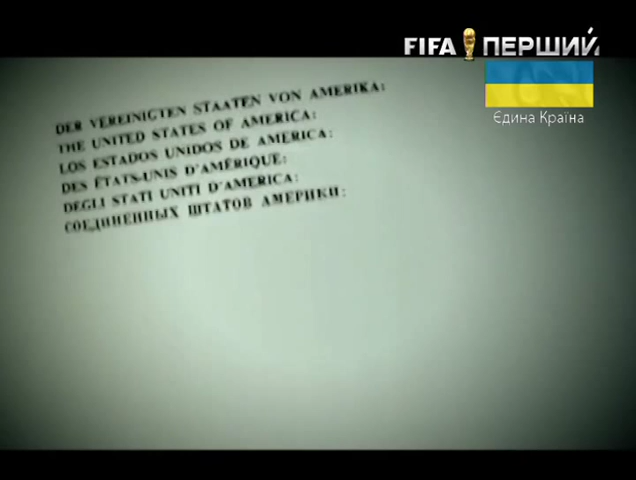 FIFA ПЕРШИЙ
Єдина Країна
DER VEREINIGTEN STAATEN VON AMERIKA:
THE UNITED STATES OF AMERICA:
LOS ESTADOS UNIDOS DE AMERICA:
DES ÉTATS-UNIS D'AMÉRIQUE:
DEGLI STATI UNITI D'AMERICA:
СОЕДИНЕННЫХ ШТАТОВ АМЕРИКИ: